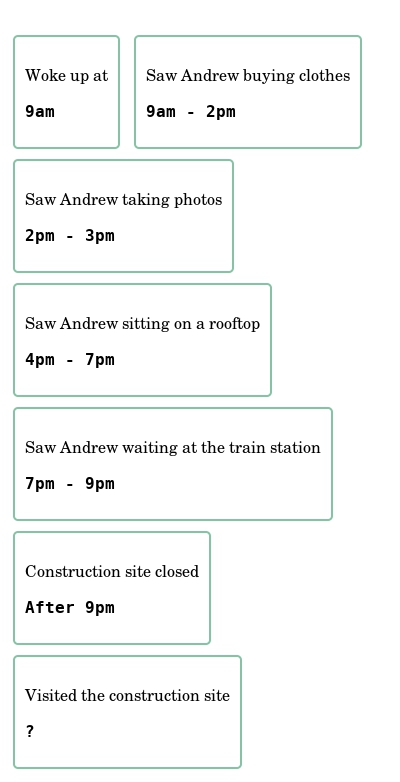 Woke up at
9am
Saw Andrew buying clothes
9am - 2pm
Saw Andrew taking photos
2pm - 3pm
Saw Andrew sitting on a rooftop
4pm - 7pm
Saw Andrew waiting at the train station
7pm - 9pm
Construction site closed
After 9pm
Visited the construction site
?